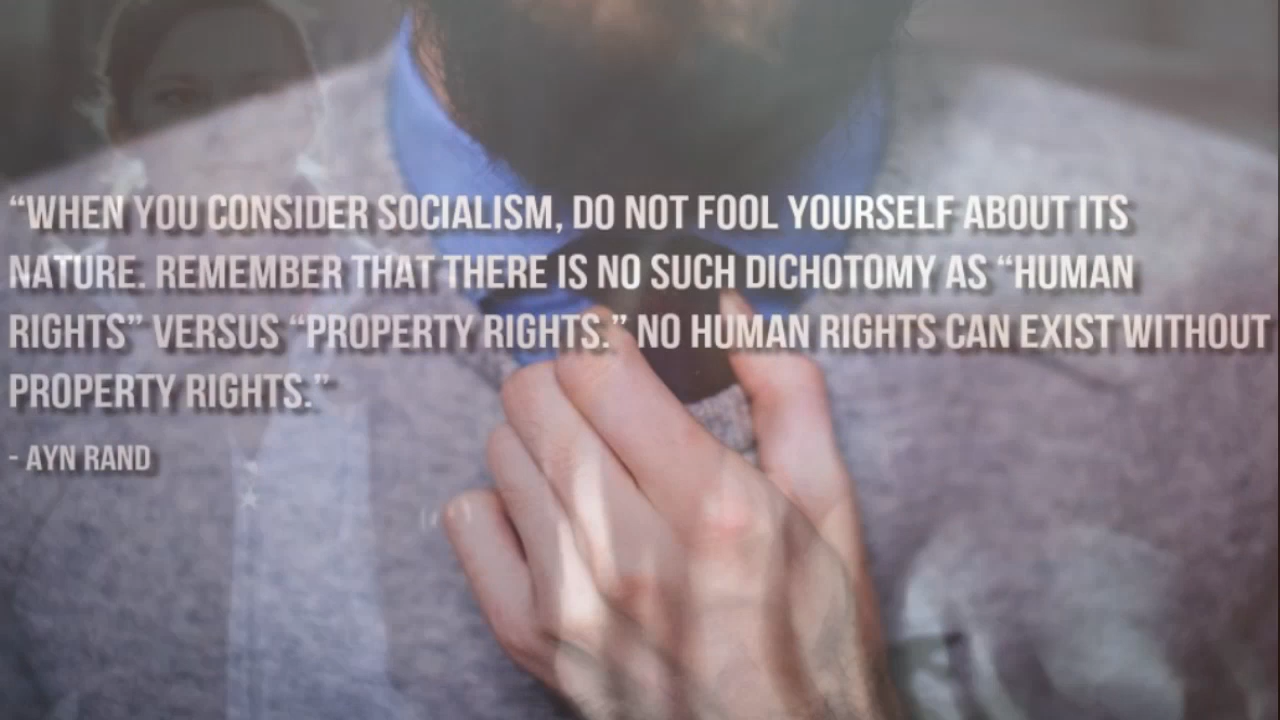 “WHEN YOU CONSIDER SOCIALISM, DO NOT FOOL YOURSELF ABOUT ITS
NATURE. REMEMBER THAT THERE IS NO SUCH DICHOTOMY AS “HUMAN
RIGHTS” VERSUS “PROPERTY RIGHTS.” NO HUMAN RIGHTS CAN EXIST WITHOUT
PROPERTY RIGHTS.”
- AYN RAND